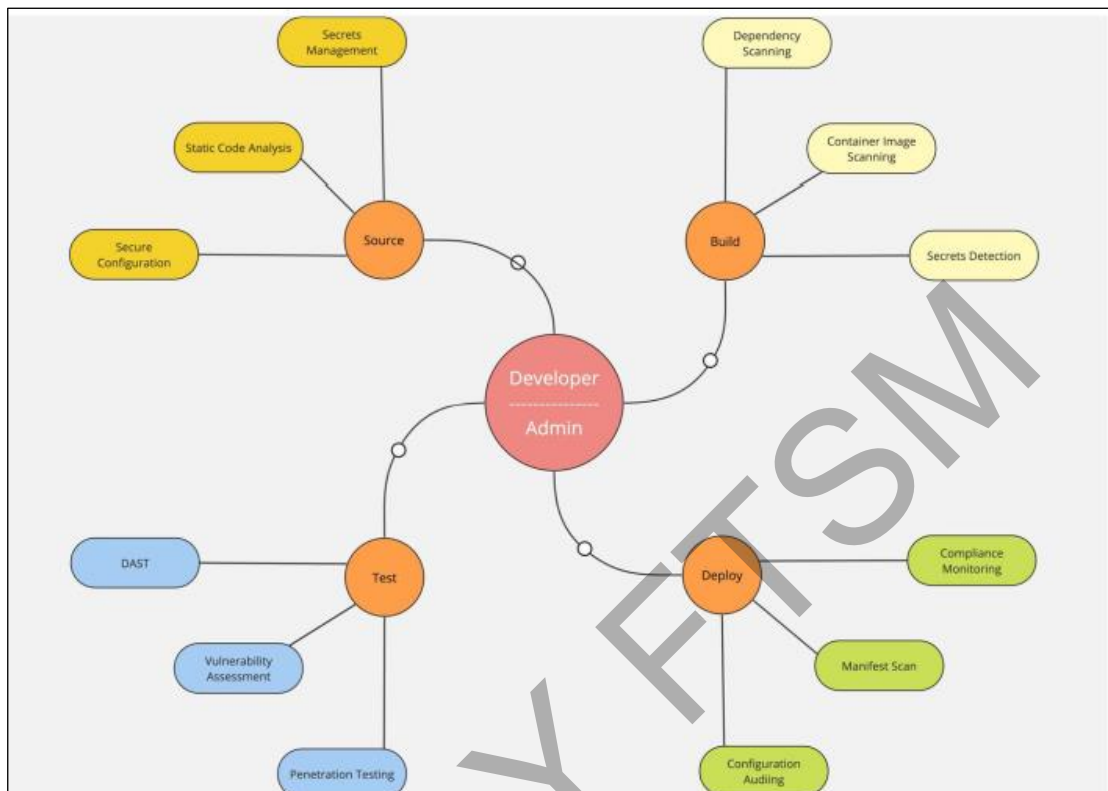 Secrets
Management
Dependency
Scanning
Static Code Analysis
Container Image
Scanning
Source
Build
Secure
Configuration
Secrets Detection
Developer
--------------------
Admin
DAST
Test
Deploy
Compliance
Monitoring
Vulnerability
Assessment
Manifest Scan
Penetration Testing
Configuration
Audiing
Y FTSM